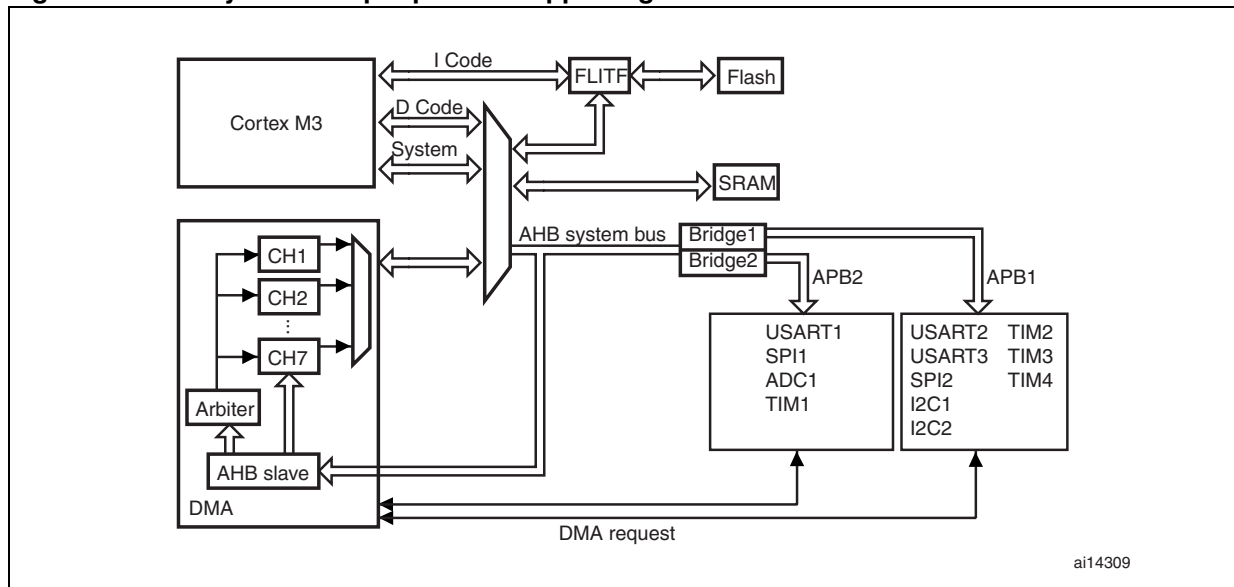 I Code
FLITF
Flash
Cortex M3
D Code
System
SRAM
AHB system bus
Bridge1
Bridge2
APB2
APB1
CH1
CH2
CH7
Arbiter
AHB slave
DMA
USART1
SPI1
ADC1
TIM1
USART2 TIM2
USART3 TIM3
SPI2 TIM4
I2C1
I2C2
DMA request
ai14309